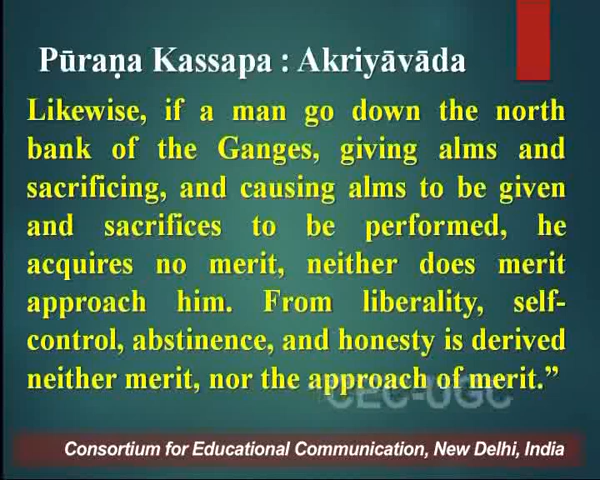 Pūraṇa Kassapa : Akriyāvāda
Likewise, if a man go down the north
bank of the Ganges, giving alms and
sacrificing, and causing alms to be given
and sacrifices to be performed, he
acquires no merit, neither does merit
approach him. From liberality, self-
control, abstinence, and honesty is derived
neither merit, nor the approach of merit.”
CEC-UGC
Consortium for Educational Communication, New Delhi, India